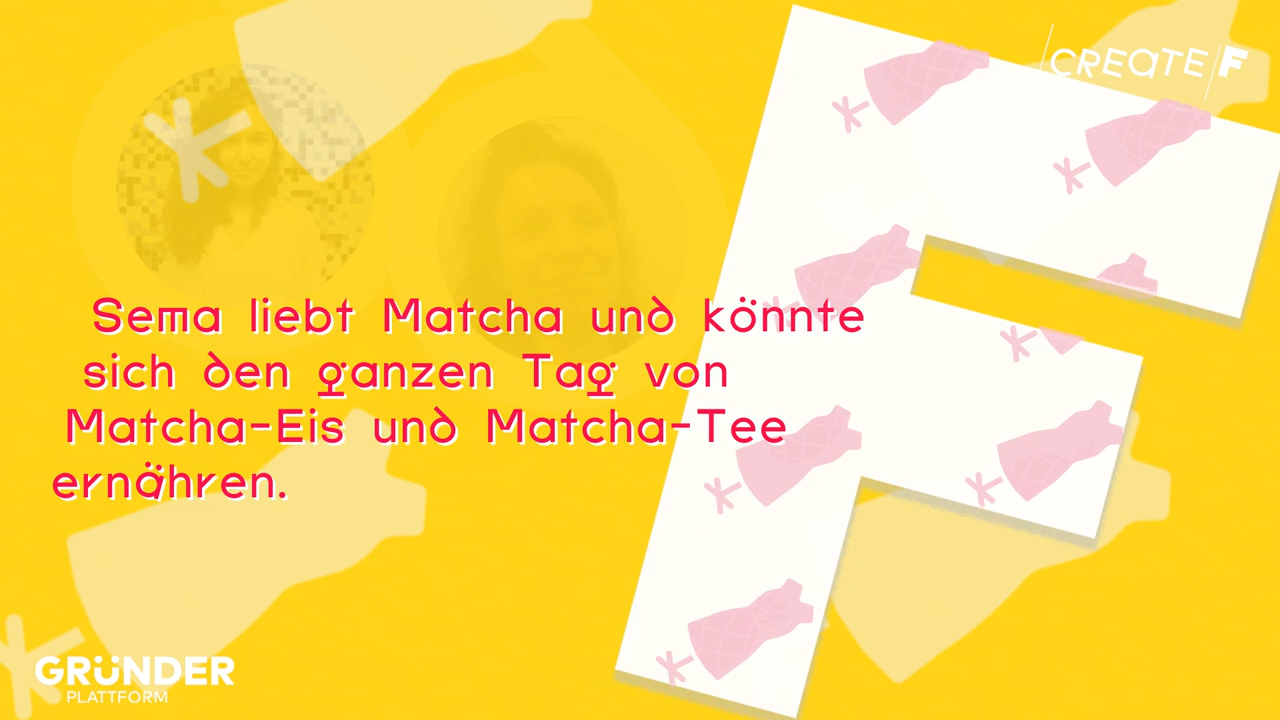 CREATE F
Sema liebt Matcha und könnte
sich den ganzen Tag von
Matcha-Eis und Matcha-Tee
ernähren.
GRÜNDER
PLATTFORM